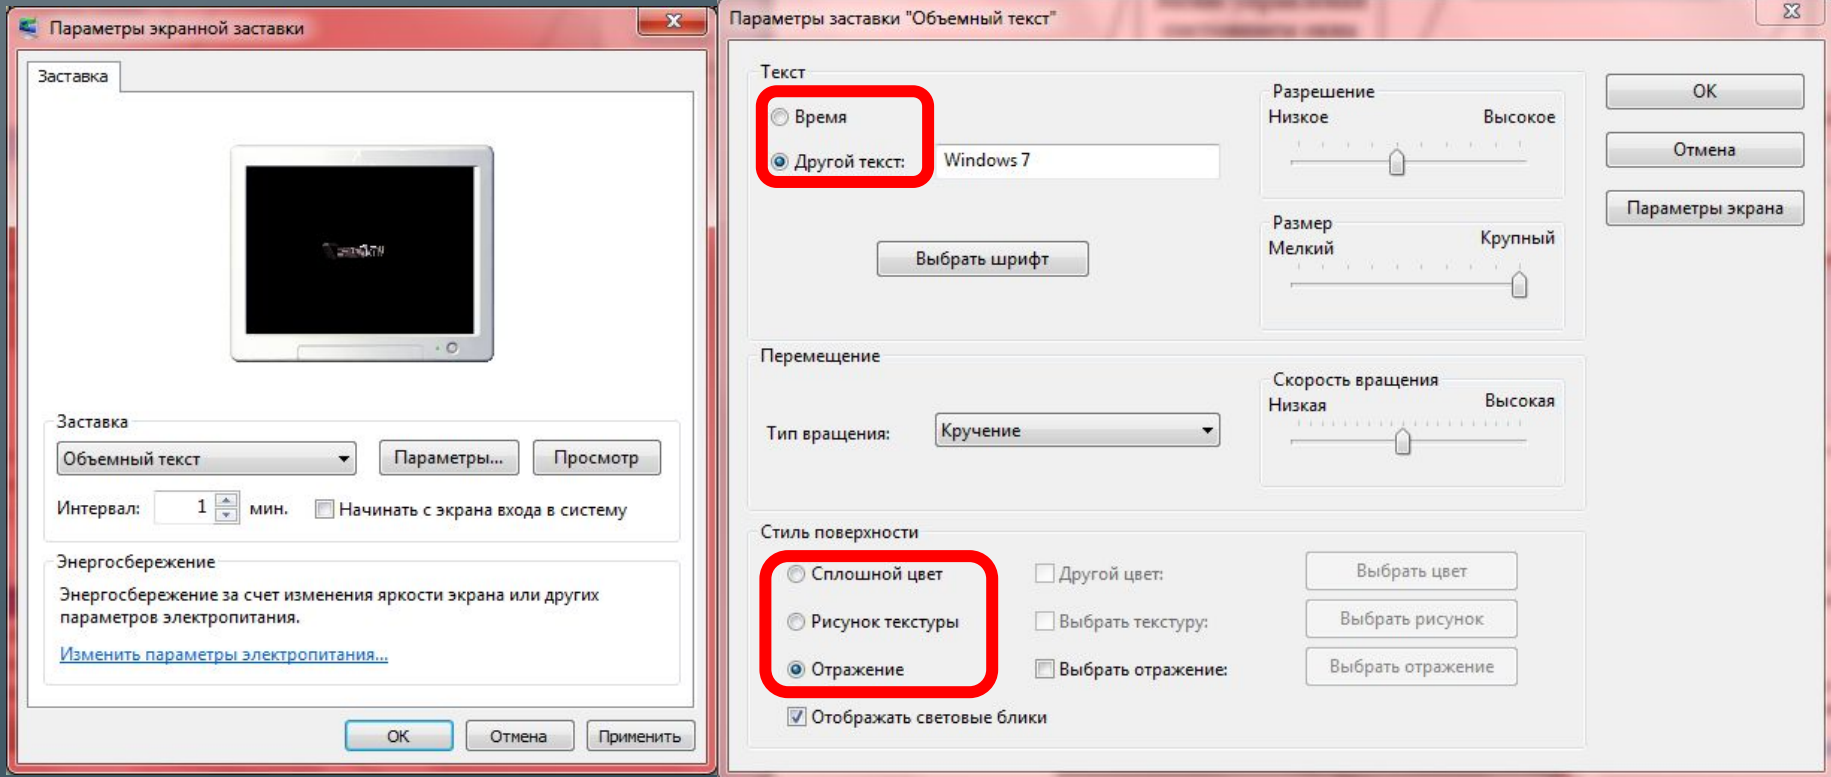 Параметры экранной заставки
Заставка
Заставка
Объемный текст
Параметры...
Просмотр
Интервал:
1
мин.
Начинать с экрана входа в систему
Энергосбережение
Энергосбережение за счет изменения яркости экрана или других
параметров электропитания.
Изменить параметры электропитания...
ОК
Отмена
Применить
Параметры заставки "Объемный текст"
Текст
Время
Другой текст:
Windows 7
Выбрать шрифт
Разрешение
Низкое
Высокое
Размер
Мелкий
Крупный
ОК
Отмена
Параметры экрана
Перемещение
Тип вращения:
Кручение
Скорость вращения
Низкая
Высокая
Стиль поверхности
Сплошной цвет
Другой цвет:
Выбрать цвет
Рисунок текстуры
Выбрать текстуру:
Выбрать рисунок
Отражение
Выбрать отражение:
Выбрать отражение
Отображать световые блики